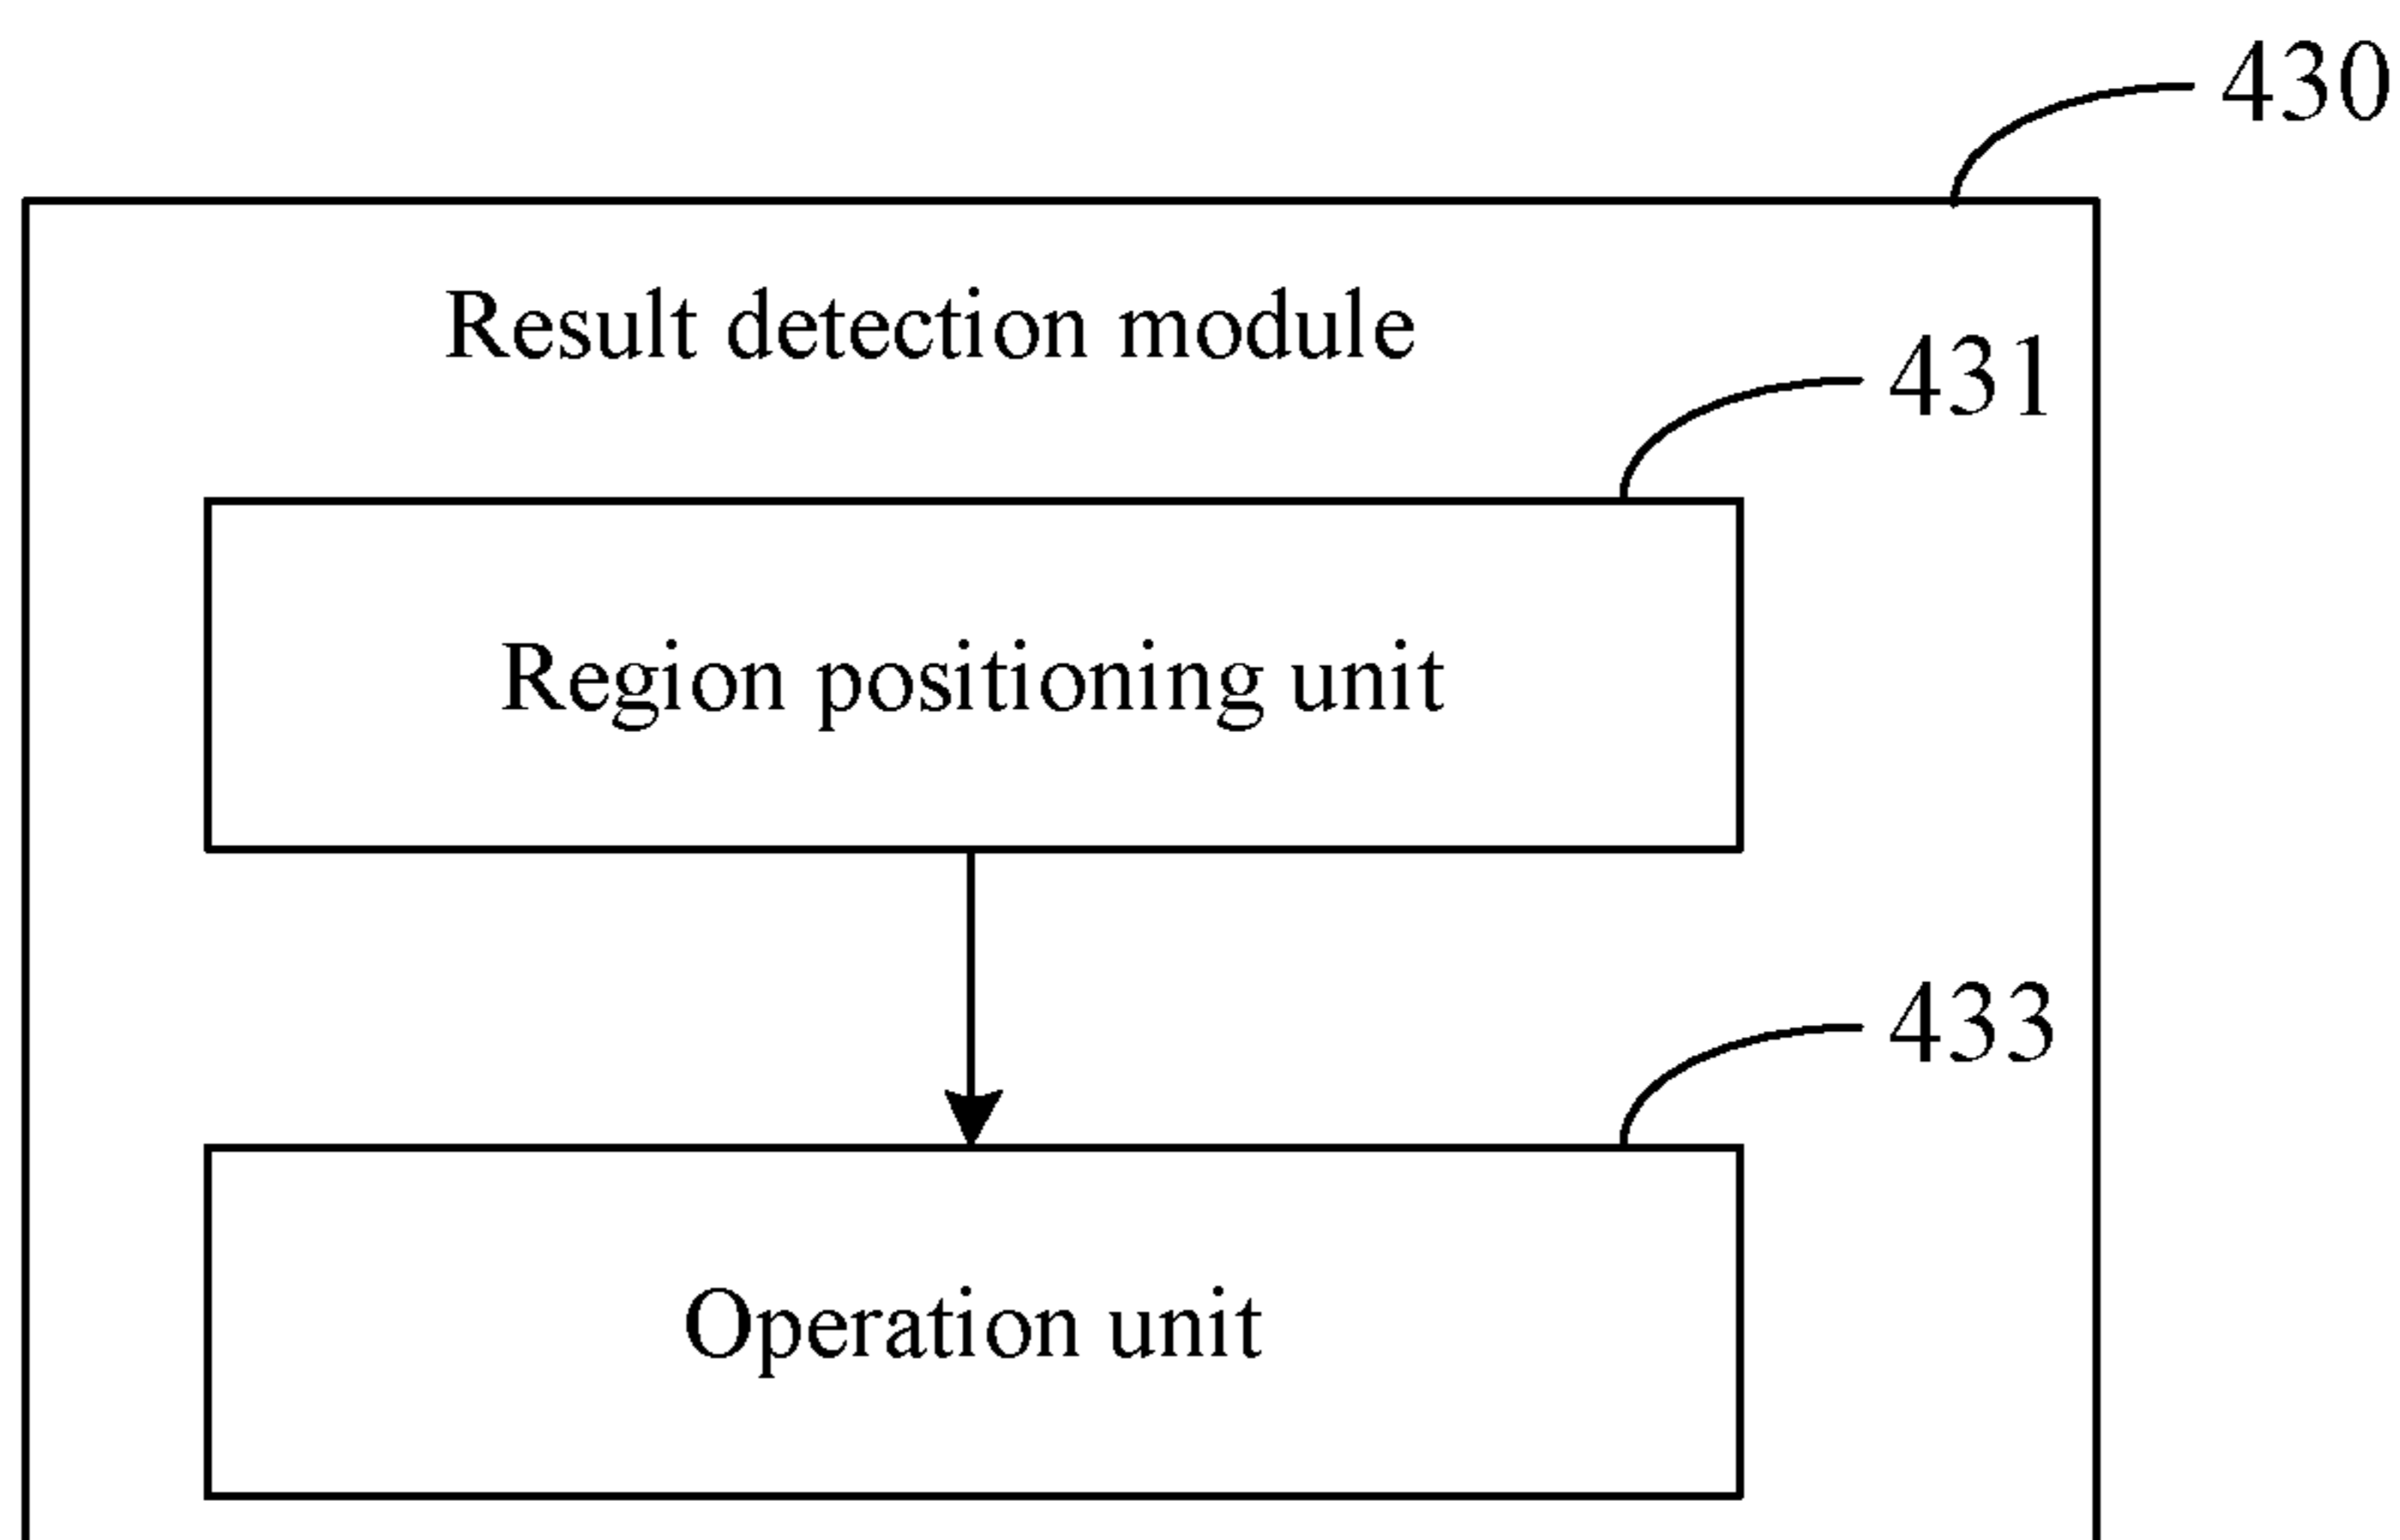 430
Result detection module
431
Region positioning unit
433
Operation unit